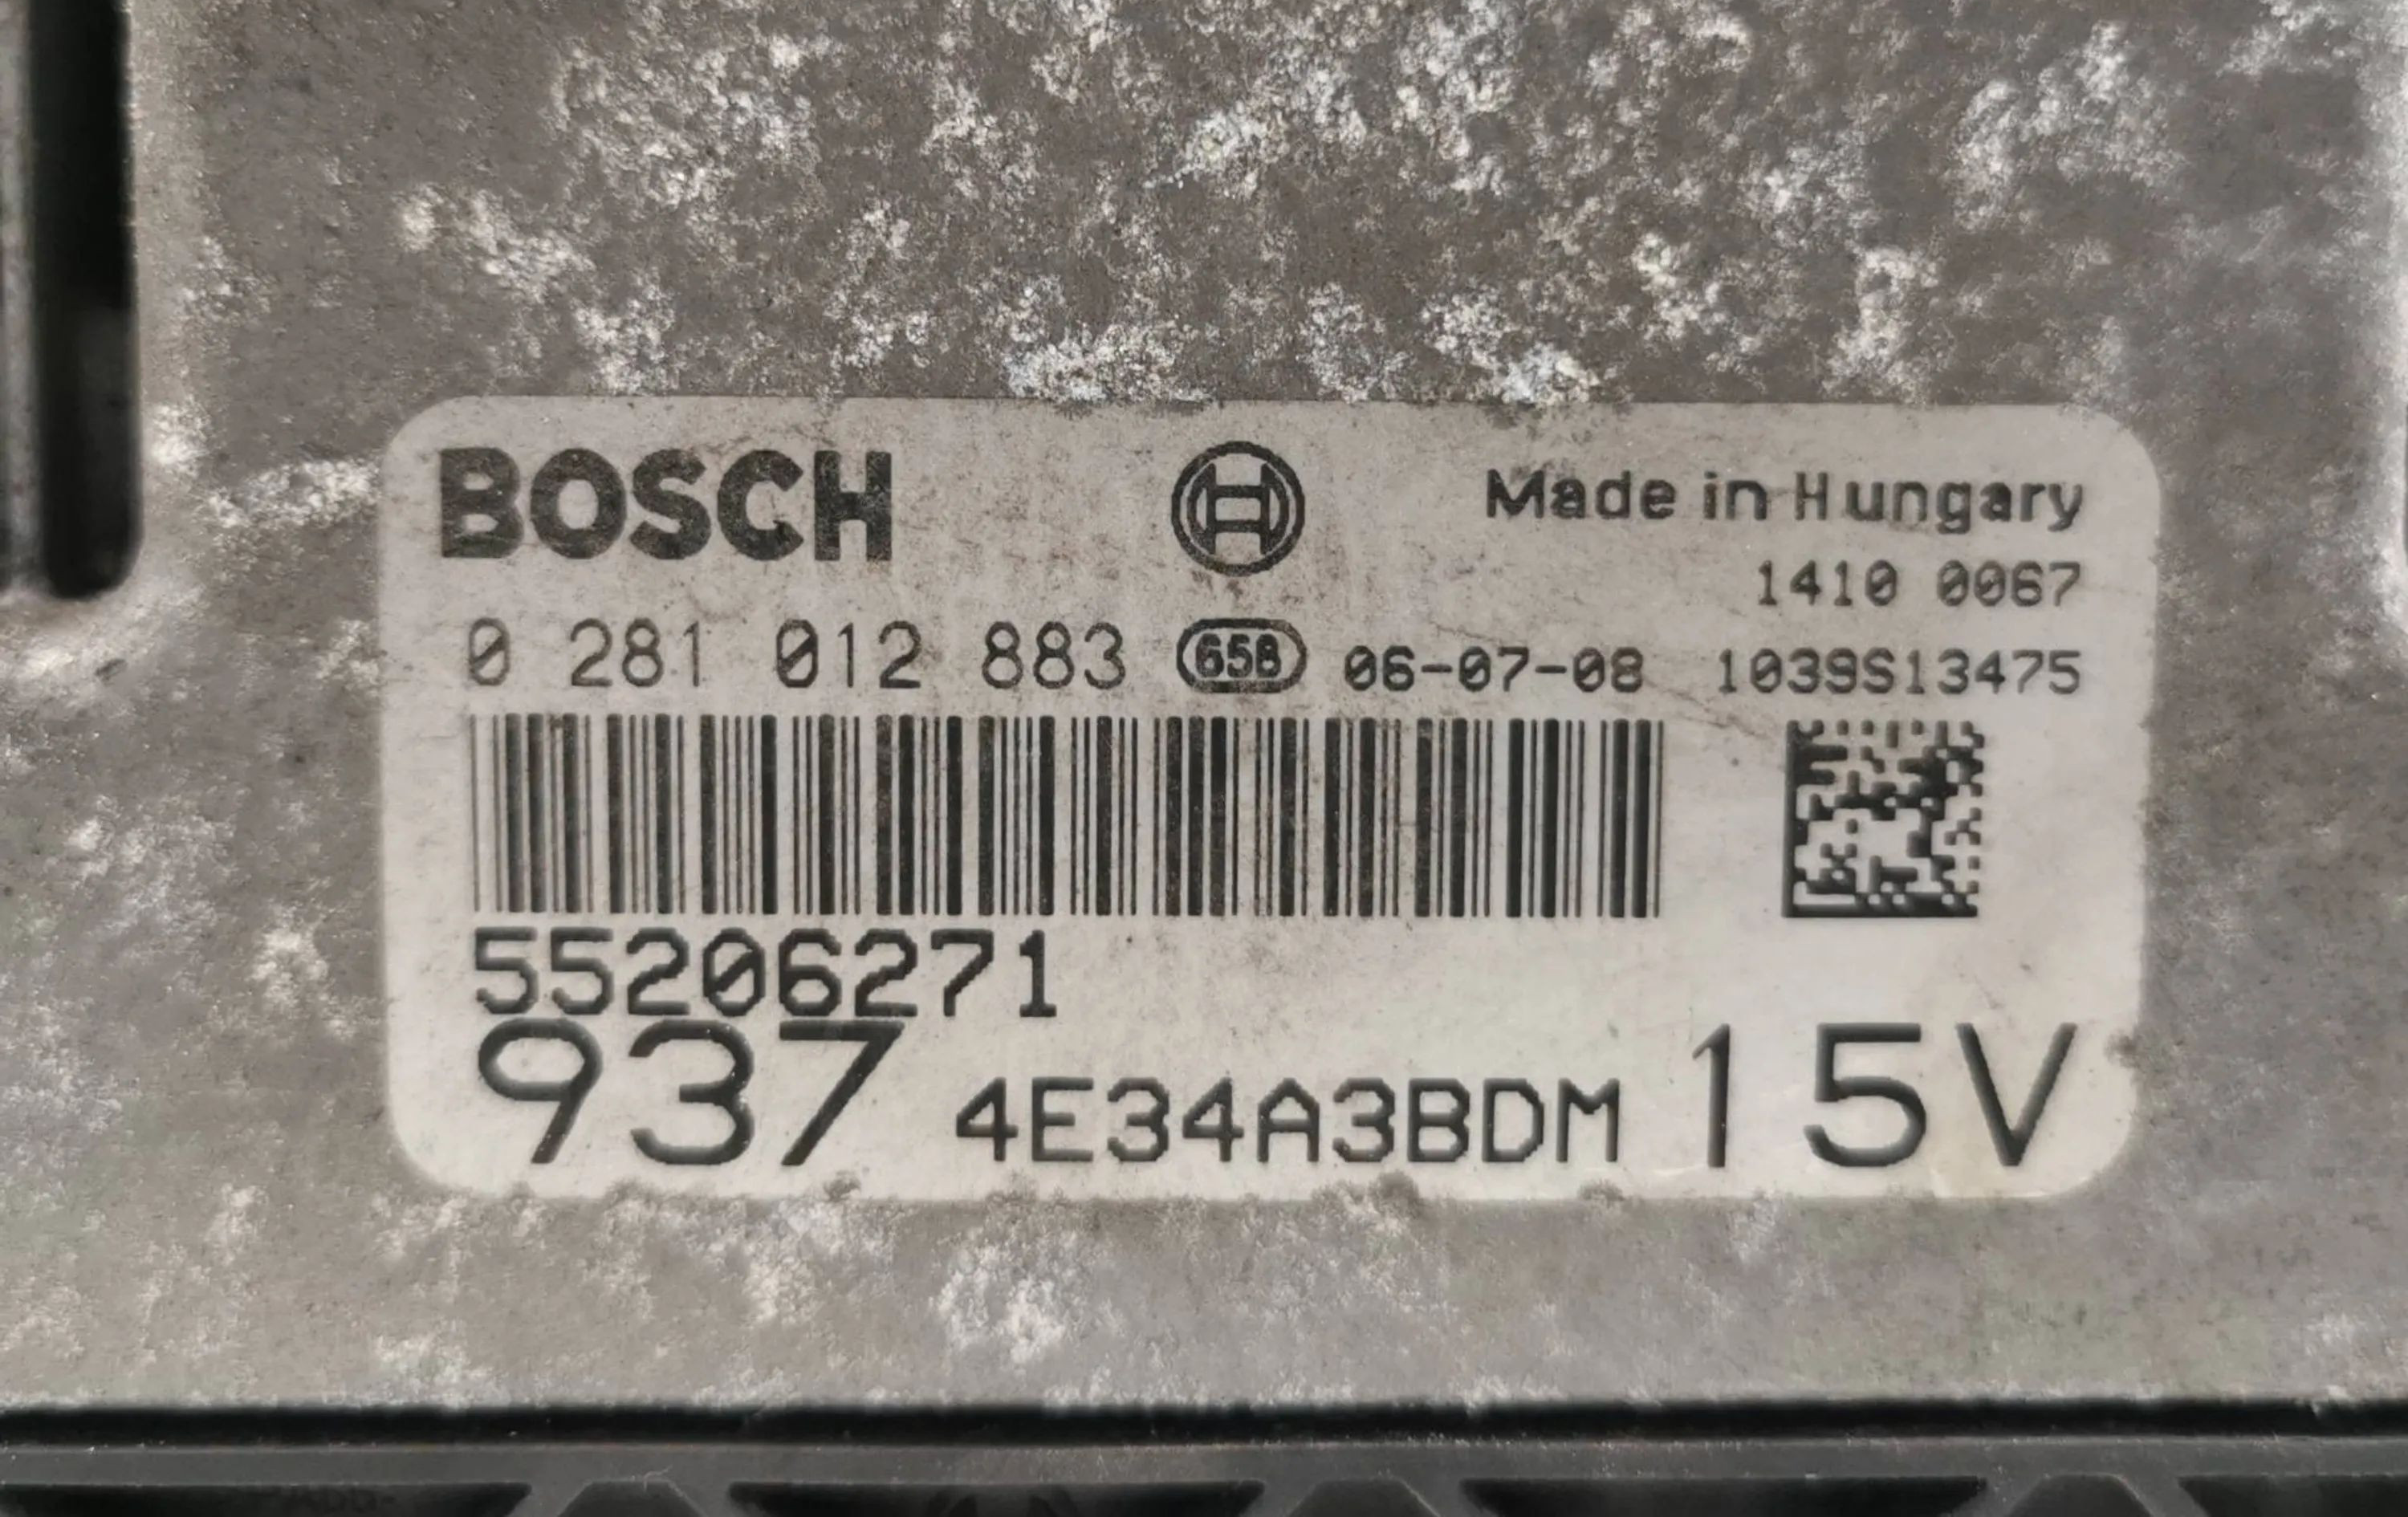 BOSCH Made in Hungary
1410 0067
0 281 012 883 658 06-07-08 1039S13475
55206271
937 4E34A3BDM 15V